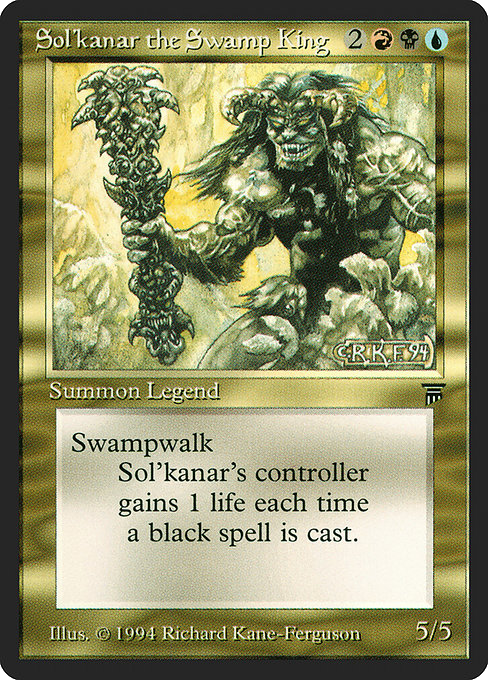 Sol'kanar the Swamp King 2
©RKF94
Summon Legend
Swampwalk
Sol'kanar's controller
gains 1 life each time
a black spell is cast.
Illus. © 1994 Richard Kane-Ferguson 5/5